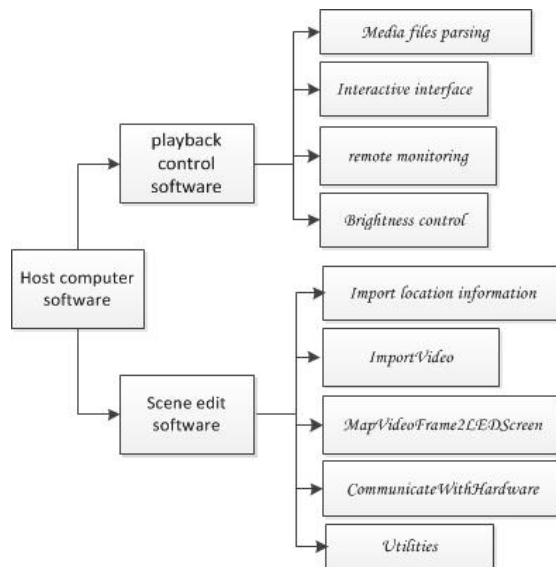 Media files parsing
Interactive interface
playback
control
software
remote monitoring
Brightness control
Host computer
software
Import location information
ImportVideo
Scene edit
software
MapVideoFrame2LEDScreen
CommunicateWithHardware
Utilities